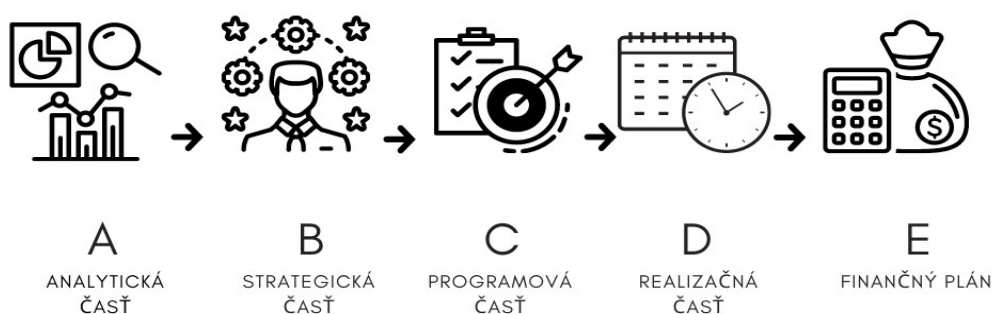 A
ANALYTICKÁ
ČASŤ
B
STRATEGICKÁ
ČASŤ
C
PROGRAMOVÁ
ČASŤ
D
REALIZAČNÁ
ČASŤ
E
FINANČNÝ PLÁN
$